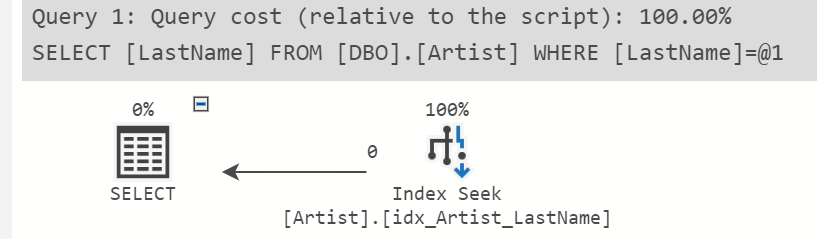 Query 1: Query cost (relative to the script): 100.00%
SELECT [LastName] FROM [DBO].[Artist] WHERE [LastName]=@1
0%
100%
0
SELECT
Index Seek
[Artist].[idx_Artist_LastName]